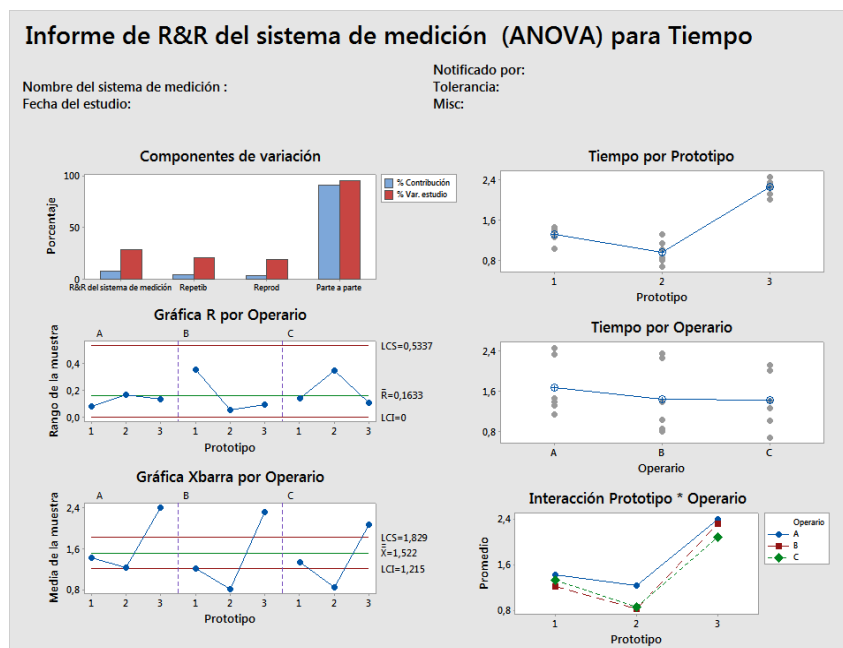 Informe de R&R del sistema de medición (ANOVA) para Tiempo
Nombre del sistema de medición :
Fecha del estudio:
Notificado por:
Tolerancia:
Misc:
Componentes de variación
Porcentaje
100
50
0
R&R del sistema de medición Repetib Reprod Parte a parte
% Contribución
% Var. estudio
Gráfica R por Operario
A B C
Rango de la muestra
0,4
0,2
0,0
LCS=0,5337
R̄=0,1633
LCI=0
1 2 3 1 2 3 1 2 3
Prototipo
Gráfica Xbarra por Operario
A B C
Media de la muestra
2,4
1,6
0,8
LCS=1,829
X̿=1,522
LCI=1,215
1 2 3 1 2 3 1 2 3
Prototipo
Tiempo por Prototipo
2,4
1,6
0,8
1 2 3
Prototipo
Tiempo por Operario
2,4
1,6
0,8
A B C
Operario
Interacción Prototipo * Operario
Promedio
2,4
1,6
0,8
1 2 3
Prototipo
Operario
A
B
C